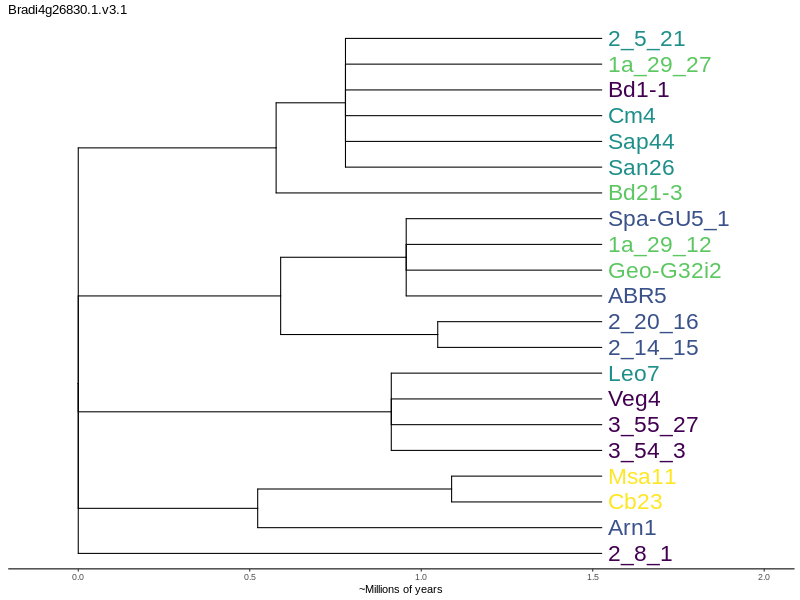 Bradi4g26830.1.v3.1
2_5_21
1a_29_27
Bd1-1
Cm4
Sap44
San26
Bd21-3
Spa-GU5_1
1a_29_12
Geo-G32i2
ABR5
2_20_16
2_14_15
Leo7
Veg4
3_55_27
3_54_3
Msa11
Cb23
Arn1
2_8_1
0.0 0.5 1.0 1.5 2.0
~Millions of years